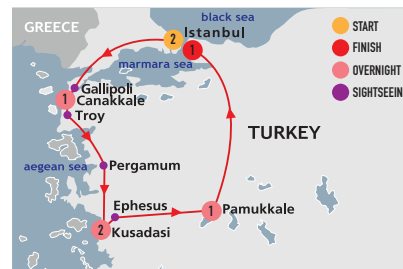 black sea
GREECE
2
Istanbul
1
marmara sea
START
FINISH
OVERNIGHT
SIGHTSEEIN
Gallipoli
1
Canakkale
Troy
TURKEY
aegean sea
Pergamum
Ephesus
1
Pamukkale
2
Kusadasi